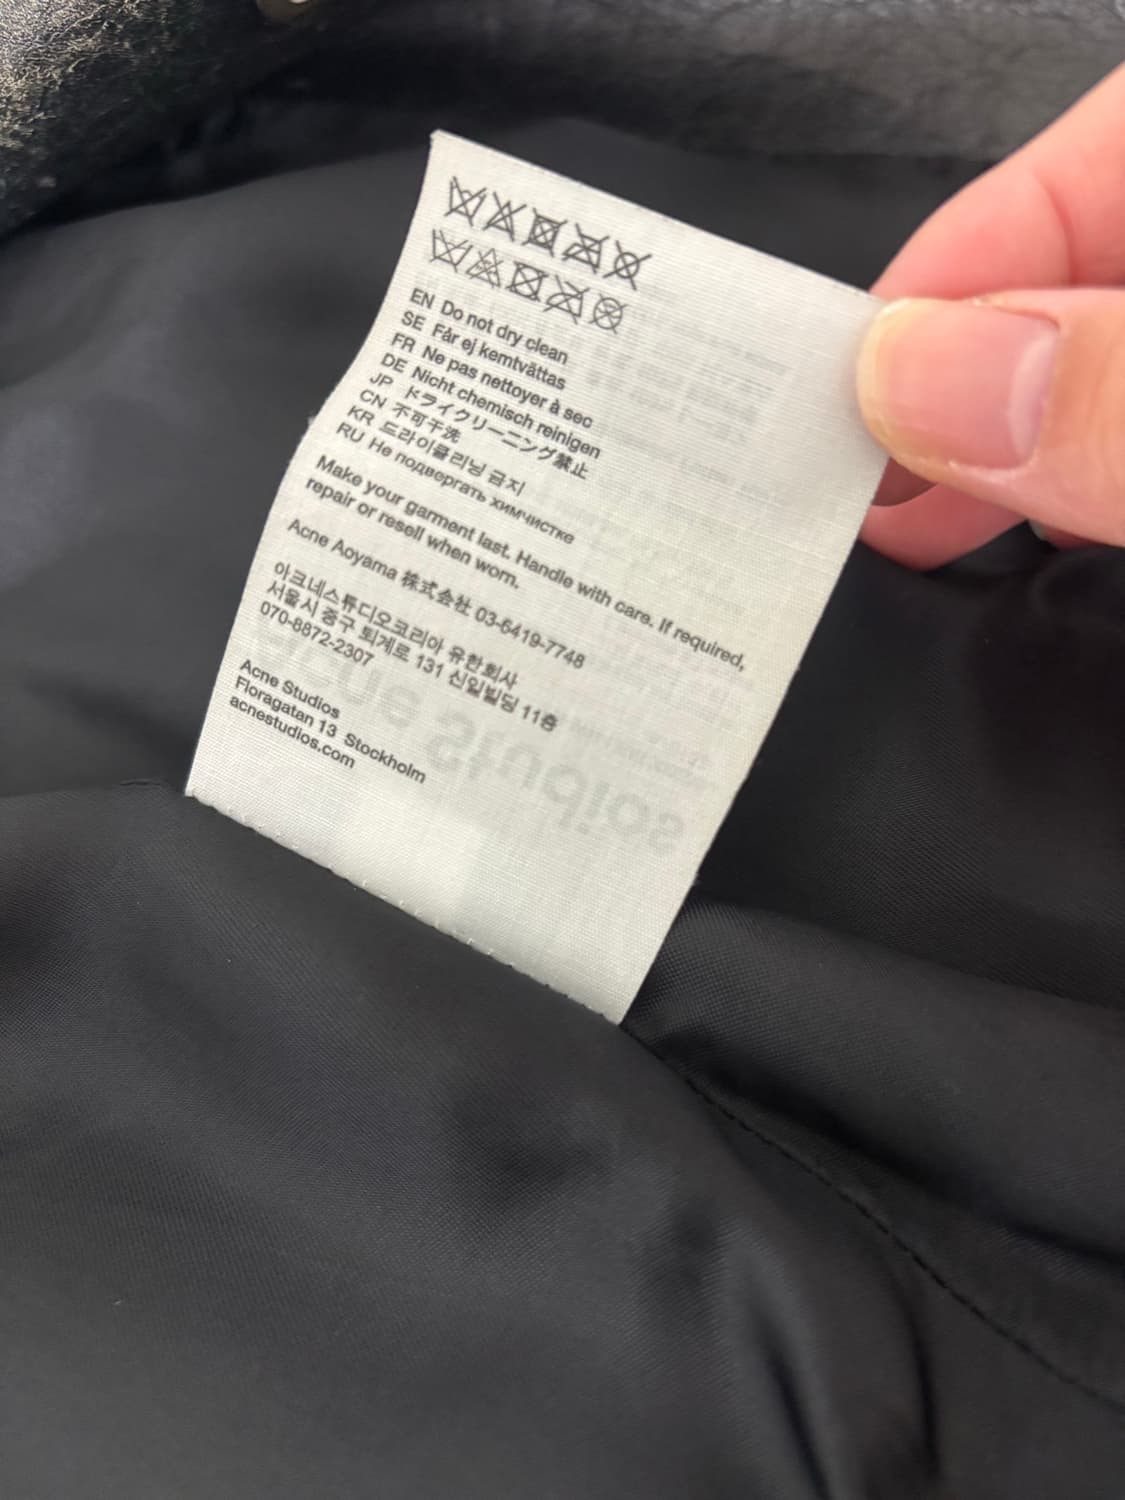 EN Do not dry clean
SE Får ej kemtvättas
FR Ne pas nettoyer à sec
DE Nicht chemisch reinigen
JP ドライクリーニング禁止
CN 不可干洗
KR 드라이클리닝 금지
RU Не подвергать химчистке
Make your garment last. Handle with care. If required,
repair or resell when worn.
Acne Aoyama 株式会社 03-6419-7748
아크네스튜디오코리아 유한회사
서울시 중구 퇴계로 131 신일빌딩 11층
070-8872-2307
Acne Studios
Floragatan 13 Stockholm
acnestudios.com